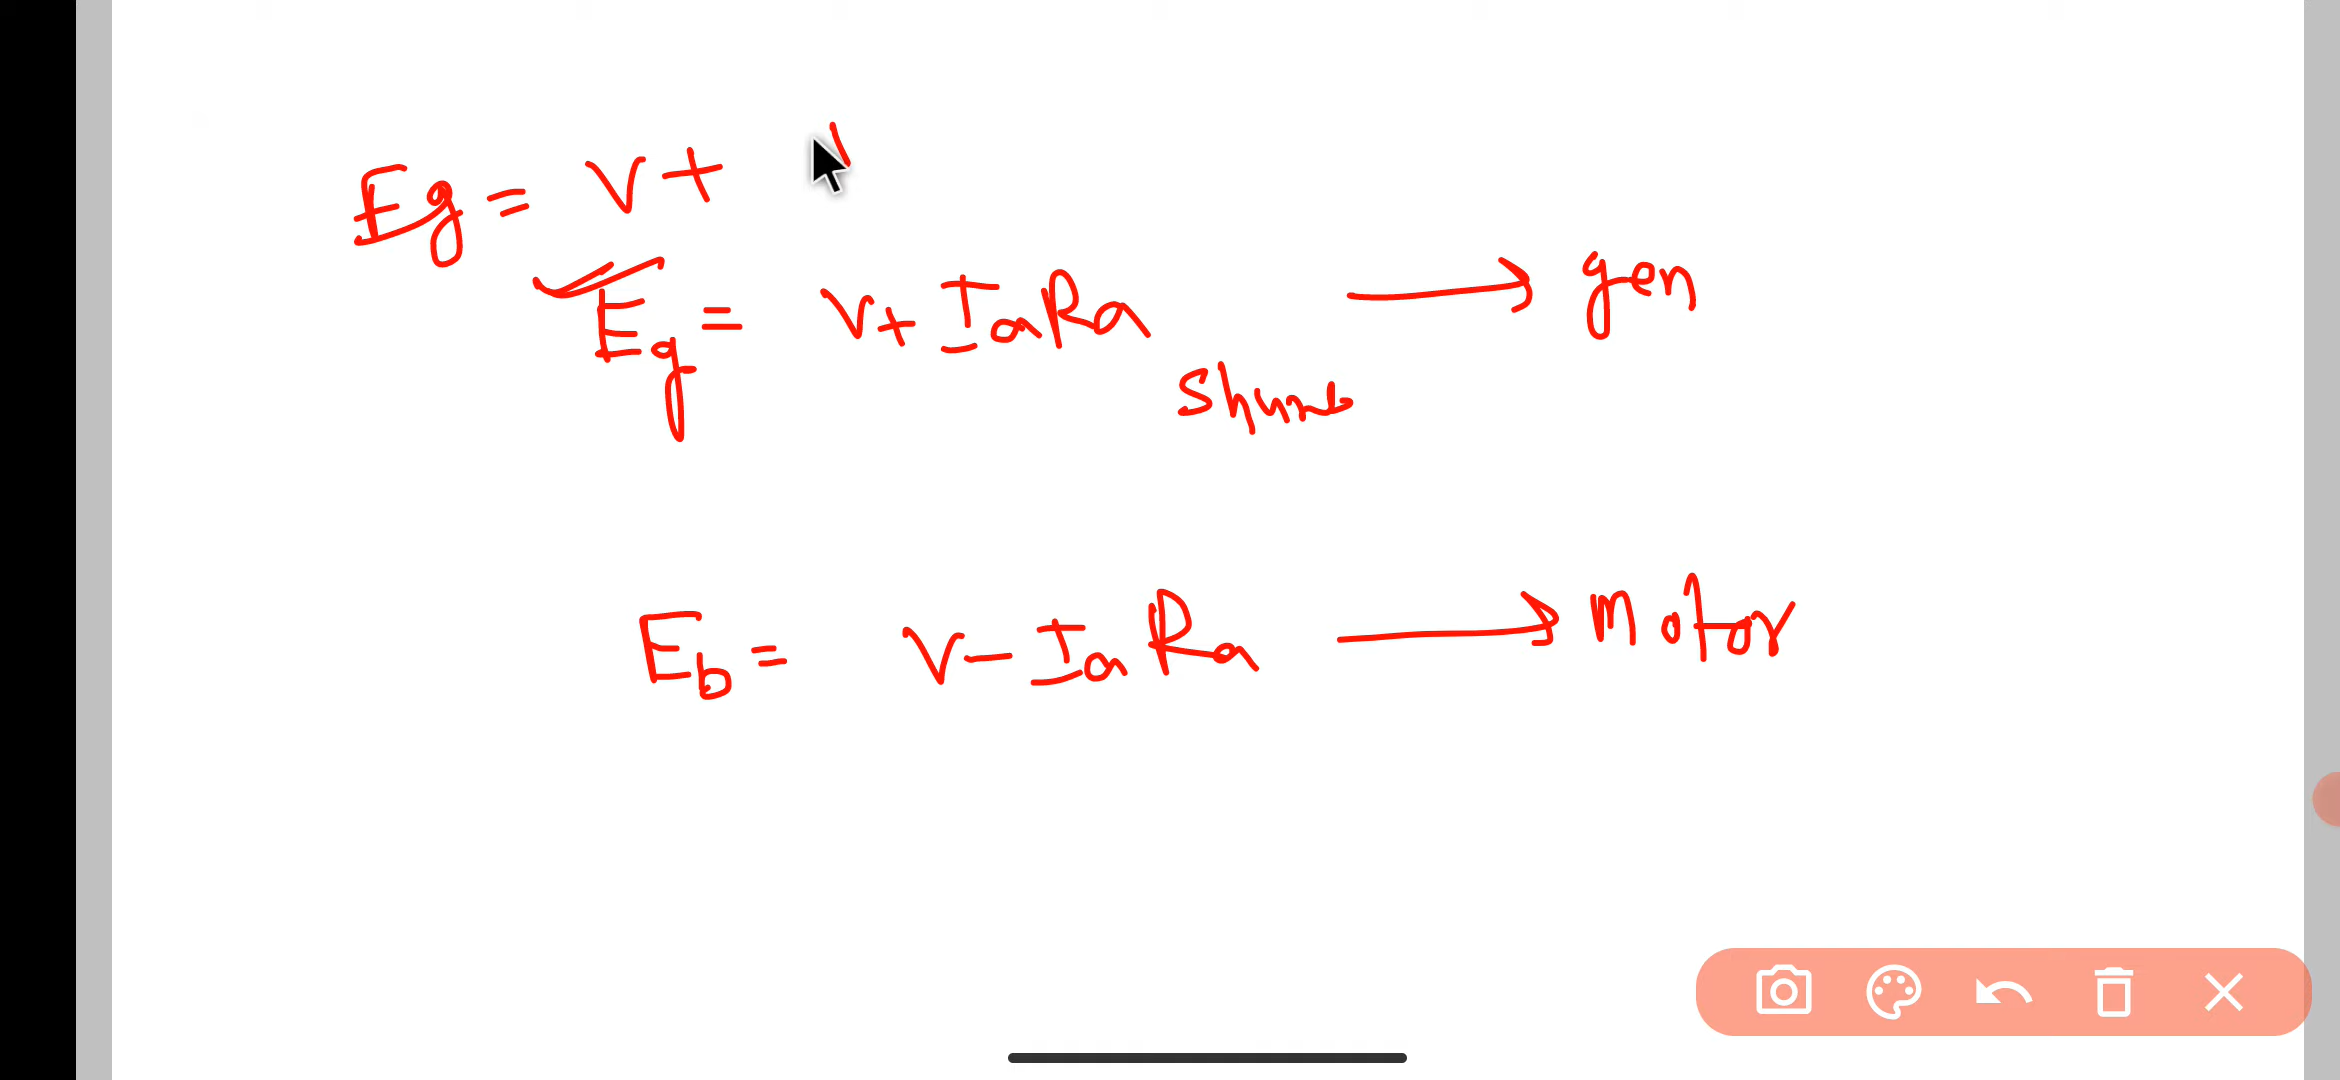 Eg = V+
Eg = V+ IaRa → gen
Shunt
Eb = V - IaRa → Motor